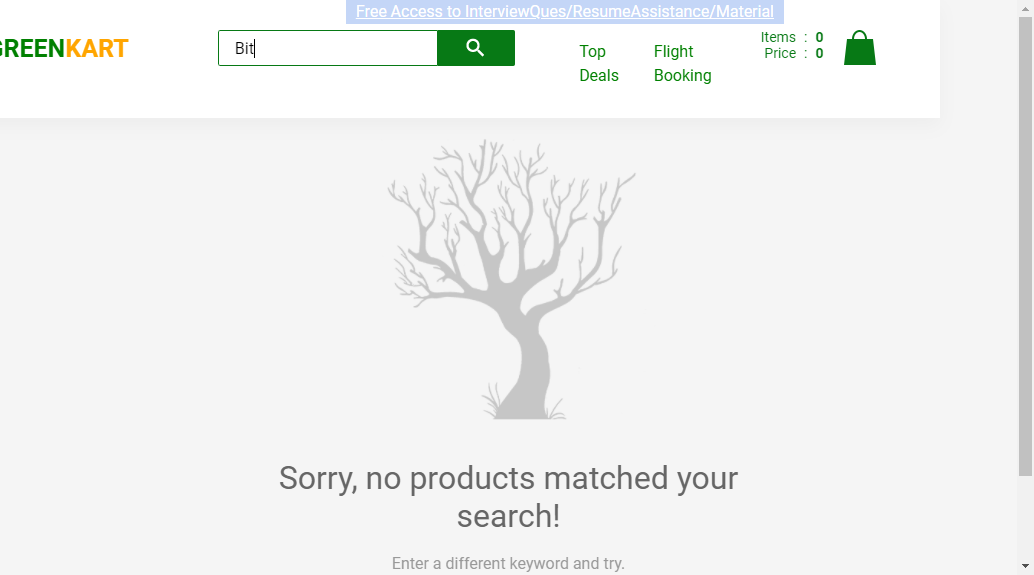 Free Access to InterviewQues/ResumeAssistance/Material
GREENKART
Bit
Top Deals
Flight Booking
Items : 0
Price : 0
Sorry, no products matched your
search!
Enter a different keyword and try.